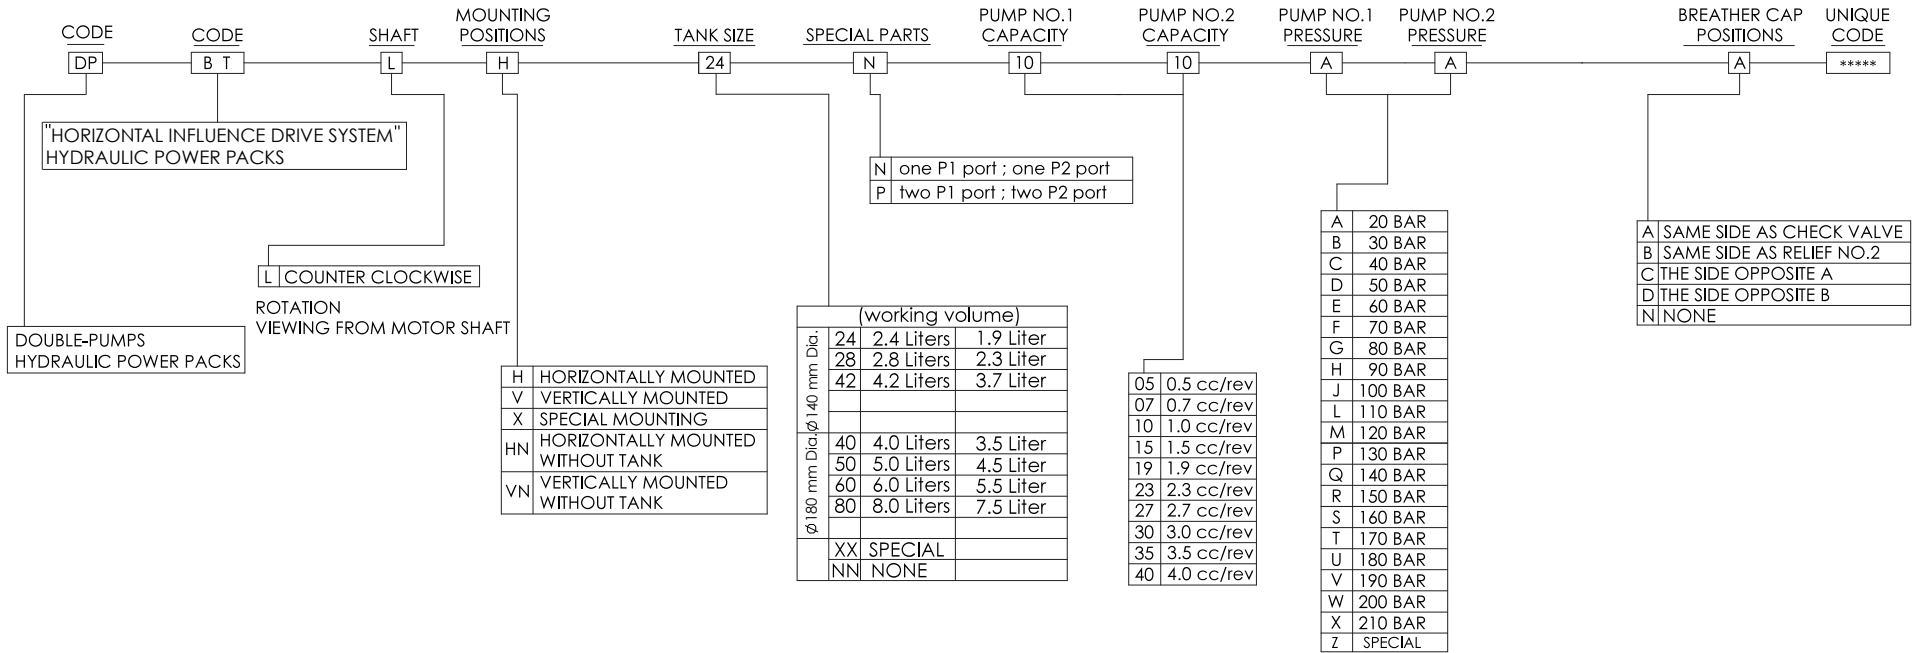 CODE
DP
CODE
B T
SHAFT
L
MOUNTING
POSITIONS
H
TANK SIZE
24
SPECIAL PARTS
N
PUMP NO.1
CAPACITY
10
PUMP NO.2
CAPACITY
10
PUMP NO.1
PRESSURE
A
PUMP NO.2
PRESSURE
A
BREATHER CAP
POSITIONS
A
UNIQUE
CODE
*****
"HORIZONTAL INFLUENCE DRIVE SYSTEM"
HYDRAULIC POWER PACKS
DOUBLE-PUMPS
HYDRAULIC POWER PACKS
L COUNTER CLOCKWISE
ROTATION
VIEWING FROM MOTOR SHAFT
H HORIZONTALLY MOUNTED
V VERTICALLY MOUNTED
X SPECIAL MOUNTING
HN HORIZONTALLY MOUNTED
WITHOUT TANK
VN VERTICALLY MOUNTED
WITHOUT TANK
(working volume)
Ø140 mm Dia.
24 2.4 Liters 1.9 Liter
28 2.8 Liters 2.3 Liter
42 4.2 Liters 3.7 Liter
Ø180 mm Dia.
40 4.0 Liters 3.5 Liter
50 5.0 Liters 4.5 Liter
60 6.0 Liters 5.5 Liter
80 8.0 Liters 7.5 Liter
XX SPECIAL
NN NONE
N one P1 port ; one P2 port
P two P1 port ; two P2 port
05 0.5 cc/rev
07 0.7 cc/rev
10 1.0 cc/rev
15 1.5 cc/rev
19 1.9 cc/rev
23 2.3 cc/rev
27 2.7 cc/rev
30 3.0 cc/rev
35 3.5 cc/rev
40 4.0 cc/rev
A 20 BAR
B 30 BAR
C 40 BAR
D 50 BAR
E 60 BAR
F 70 BAR
G 80 BAR
H 90 BAR
J 100 BAR
L 110 BAR
M 120 BAR
P 130 BAR
Q 140 BAR
R 150 BAR
S 160 BAR
T 170 BAR
U 180 BAR
V 190 BAR
W 200 BAR
X 210 BAR
Z SPECIAL
A SAME SIDE AS CHECK VALVE
B SAME SIDE AS RELIEF NO.2
C THE SIDE OPPOSITE A
D THE SIDE OPPOSITE B
N NONE